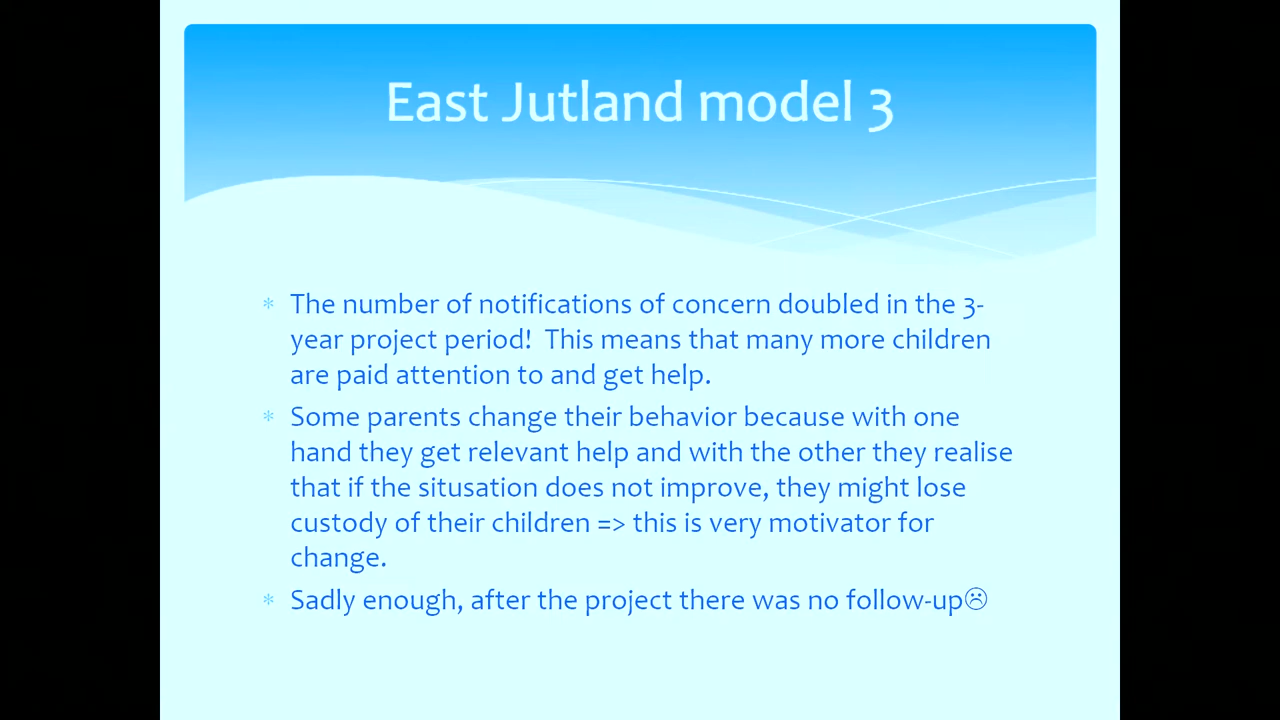 East Jutland model 3
* The number of notifications of concern doubled in the 3-
year project period!  This means that many more children
are paid attention to and get help.
* Some parents change their behavior because with one
hand they get relevant help and with the other they realise
that if the situsation does not improve, they might lose
custody of their children => this is very motivator for
change.
* Sadly enough, after the project there was no follow-up☹